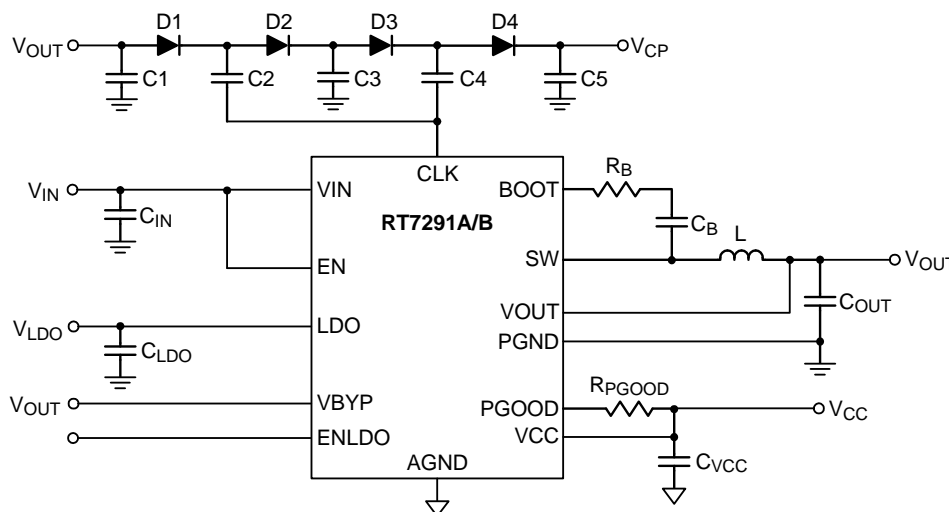 D1 D2 D3 D4
VOUT VCP
C1 C2 C3 C4 C5
CLK
VIN VIN BOOT RB
RT7291A/B
CIN CB L
EN SW VOUT
VLDO LDO VOUT COUT
CLDO PGND
RPGOOD
VOUT VBYP PGOOD VCC
ENLDO VCC
AGND CVCC